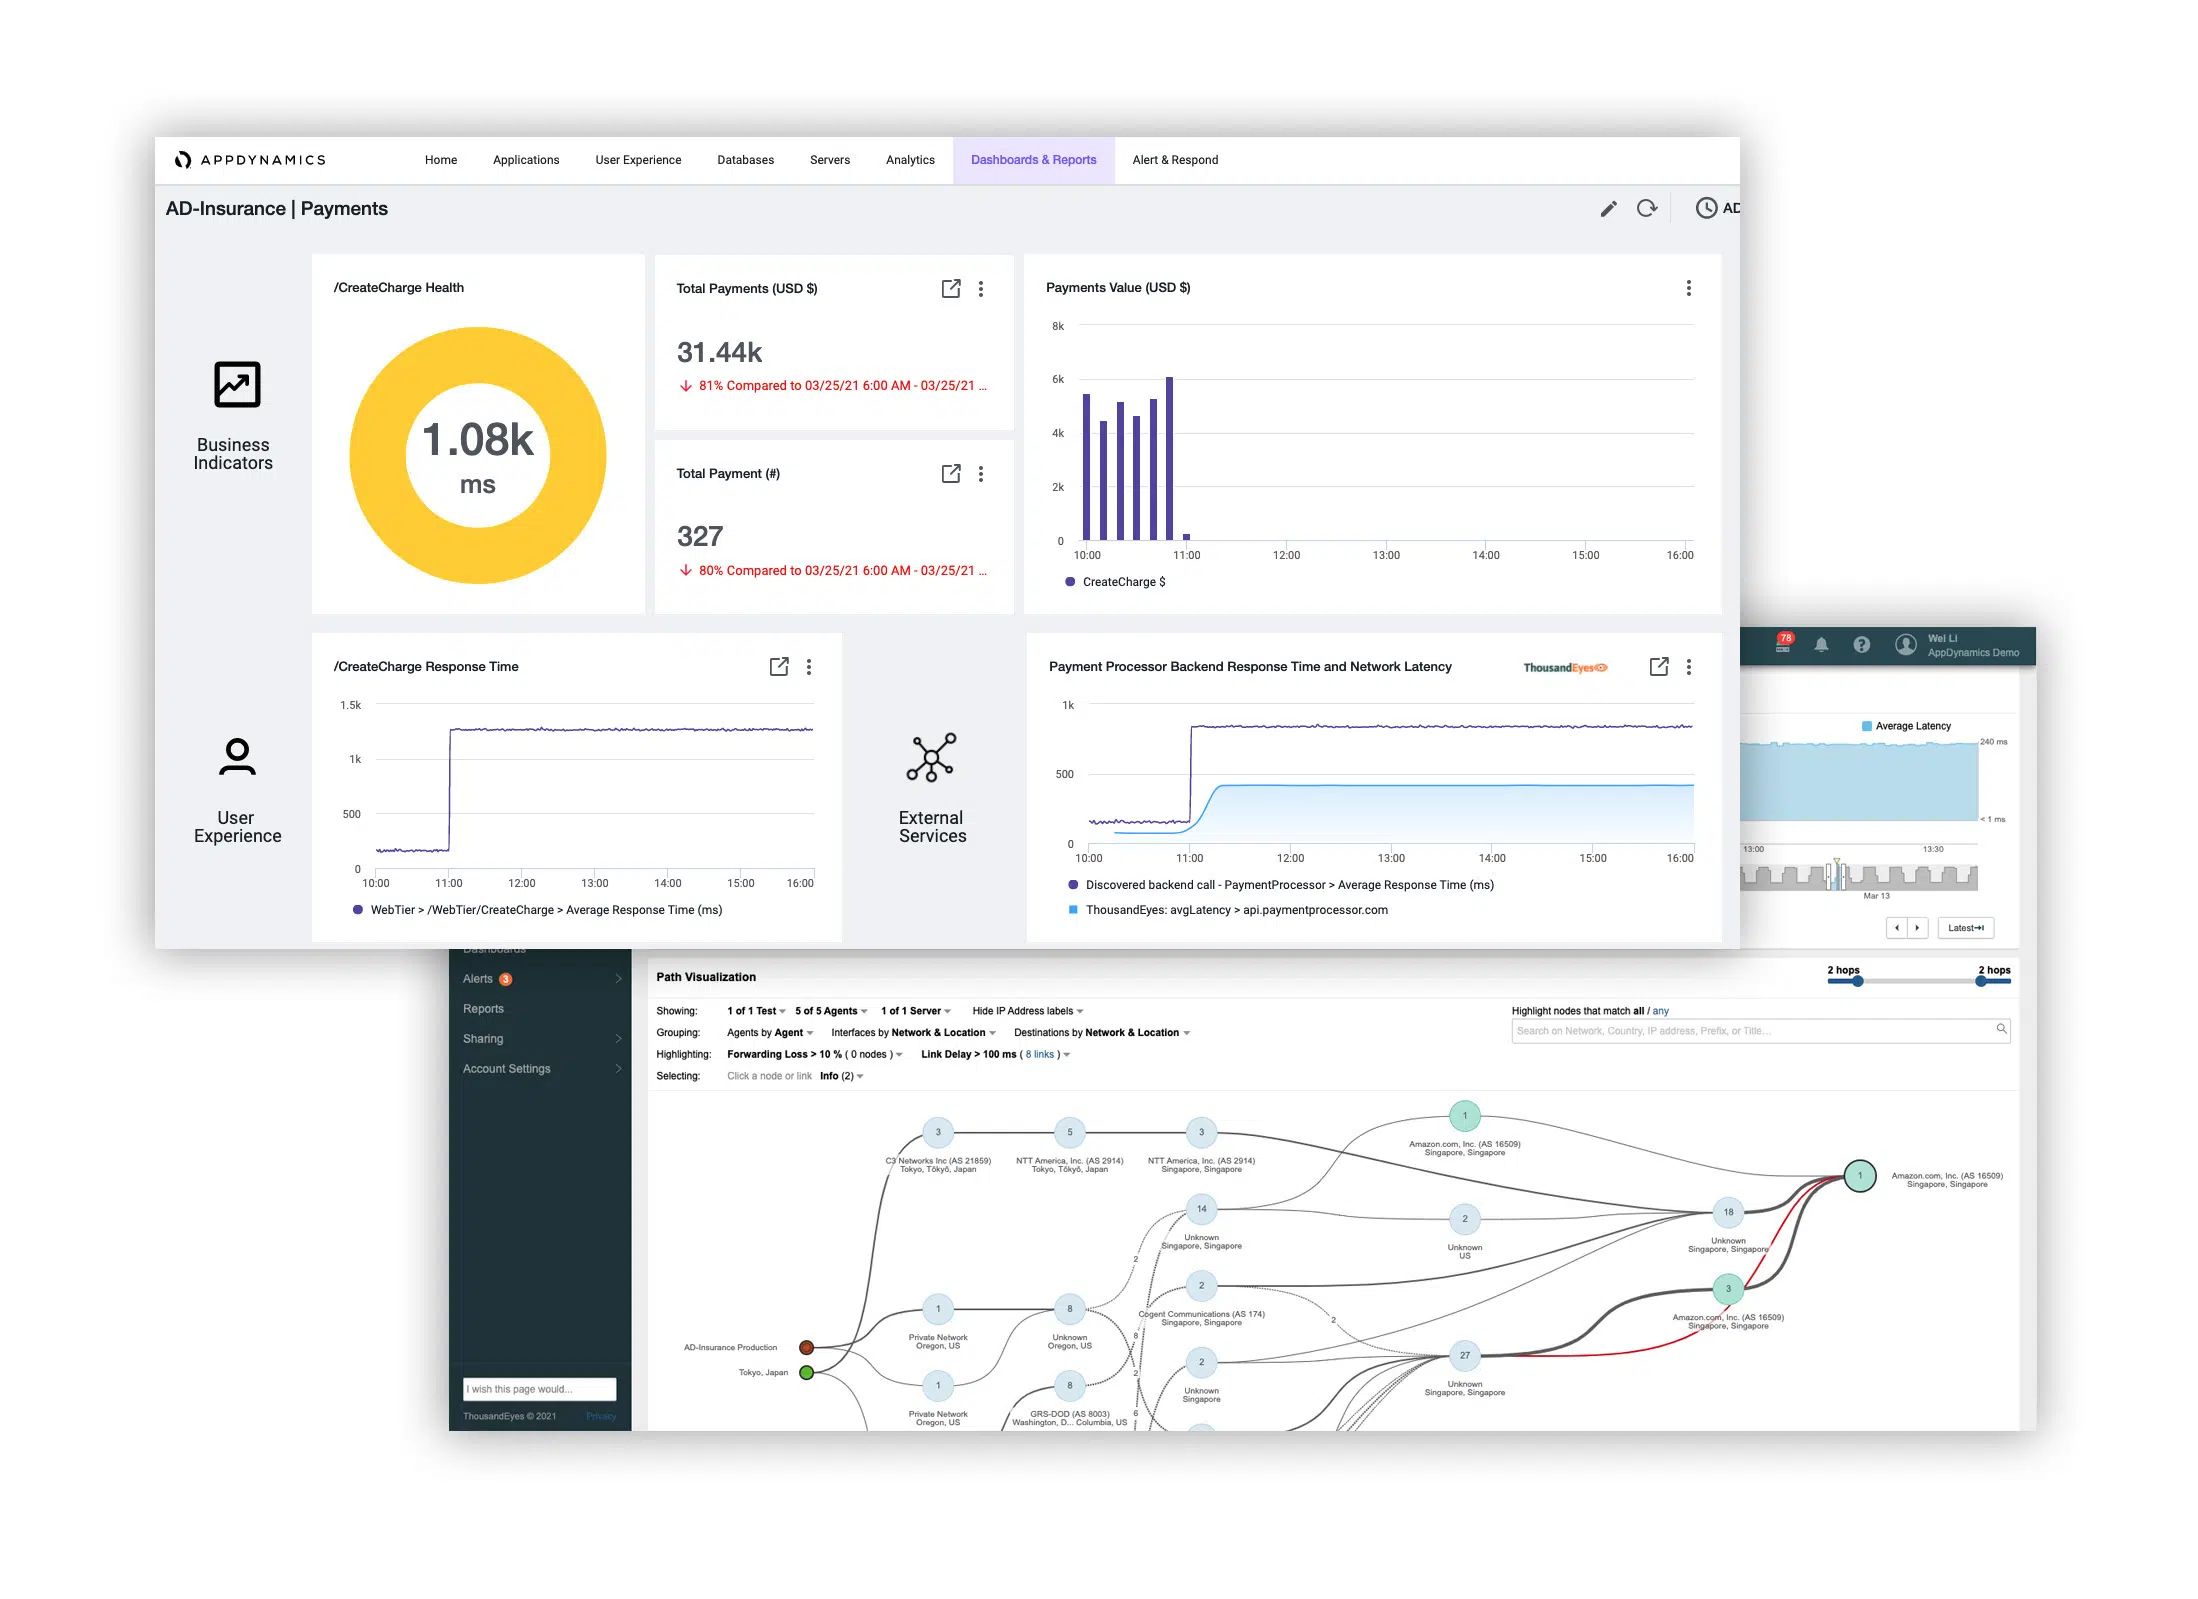 APPDYNAMICS
Home Applications User Experience Databases Servers Analytics Dashboards & Reports Alert & Respond
AD-Insurance | Payments
AD
Business
Indicators
/CreateCharge Health
1.08k
ms
Total Payments (USD $)
31.44k
81% Compared to 03/25/21 6:00 AM - 03/25/21 ...
Total Payment (#)
327
80% Compared to 03/25/21 6:00 AM - 03/25/21 ...
Payments Value (USD $)
8k
6k
4k
2k
0
10:00 11:00 12:00 13:00 14:00 15:00 16:00
CreateCharge $
User
Experience
/CreateCharge Response Time
1.5k
1k
500
0
10:00 11:00 12:00 13:00 14:00 15:00 16:00
WebTier > /WebTier/CreateCharge > Average Response Time (ms)
External
Services
Payment Processor Backend Response Time and Network Latency
ThousandEyes
1k
500
0
10:00 11:00 12:00 13:00 14:00 15:00 16:00
Discovered backend call - PaymentProcessor > Average Response Time (ms)
ThousandEyes: avgLatency > api.paymentprocessor.com
78
Wei Li
AppDynamics Demo
Average Latency
240 ms
< 1 ms
13:00 13:30
Mar 13
Latest
Dashboards
Alerts 3
Reports
Sharing
Account Settings
I wish this page would...
ThousandEyes © 2021 Privacy
Path Visualization
2 hops 2 hops
Showing: 1 of 1 Test 5 of 5 Agents 1 of 1 Server Hide IP Address labels
Grouping: Agents by Agent Interfaces by Network & Location Destinations by Network & Location
Highlighting: Forwarding Loss > 10 % ( 0 nodes ) Link Delay > 100 ms ( 8 links )
Selecting: Click a node or link Info (2)
Highlight nodes that match all / any
Search on Network, Country, IP address, Prefix, or Title...
1
Amazon.com, Inc. (AS 16509)
Singapore, Singapore
3
C3 Networks Inc (AS 21859)
Tokyo, Tōkyō, Japan
5
NTT America, Inc. (AS 2914)
Tokyo, Tōkyō, Japan
3
NTT America, Inc. (AS 2914)
Singapore, Singapore
1
Amazon.com, Inc. (AS 16509)
Singapore, Singapore
14
Unknown
Singapore, Singapore
2
Unknown
US
18
Unknown
Singapore, Singapore
2
2
Cogent Communications (AS 174)
Singapore, Singapore
2
3
Amazon.com, Inc. (AS 16509)
Singapore, Singapore
1
Private Network
Oregon, US
8
Unknown
Oregon, US
8
AD-Insurance Production
Tokyo, Japan
2
Unknown
Singapore
27
Unknown
Singapore, Singapore
2
1
Private Network
Oregon, US
8
GRS-DOD (AS 8003)
Washington, D... Columbia, US
6